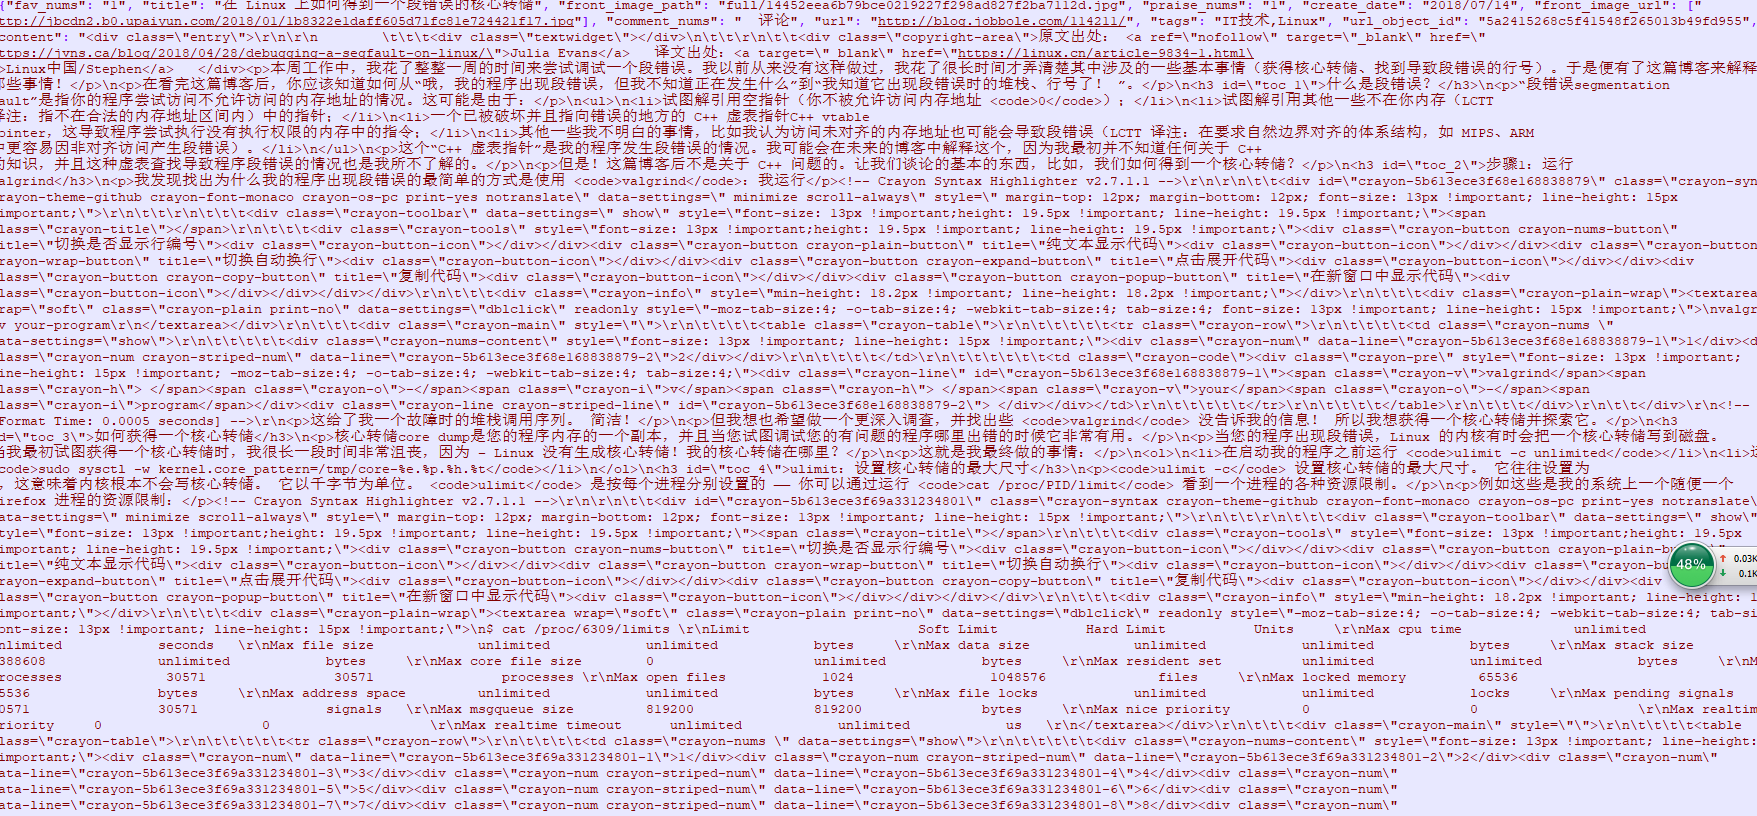 {"fav_nums": "1", "title": "在 Linux 上如何得到一个段错误的核心转储", "front_image_path": "full/14452eea6b79bce0219227f298ad827f2ba7112d.jpg", "praise_nums": "1", "create_date": "2018/07/14", "front_image_url": ["
ttp://jbcdn2.b0.upaiyun.com/2018/01/1b8322e1daff605d71fc81e724421f17.jpg"], "comment_nums": "  评论", "url": "http://blog.jobbole.com/114211/", "tags": "IT技术,Linux", "url_object_id": "5a2415268c5f41548f265013b49fd955",
content": "<div class=\"entry\">\r\n\r\n        \t\t\t<div class=\"textwidget\"></div>\n\t\t\r\n\t\t<div class=\"copyright-area\">原文出处： <a ref=\"nofollow\" target=\"_blank\" href=\"
ttps://jvns.ca/blog/2018/04/28/debugging-a-segfault-on-linux/\">Julia Evans</a>   译文出处：<a target=\"_blank\" href=\"https://linux.cn/article-9834-1.html\
>Linux中国/Stephen</a>   </div><p>本周工作中，我花了整整一周的时间来尝试调试一个段错误。我以前从来没有这样做过，我花了很长时间才弄清楚其中涉及的一些基本事情（获得核心转储、找到导致段错误的行号）。于是便有了这篇博客来解释
那些事情！</p>\n<p>在看完这篇博客后，你应该知道如何从“哦，我的程序出现段错误，但我不知道正在发生什么”到“我知道它出现段错误时的堆栈、行号了！ ”。</p>\n<h3 id=\"toc_1\">什么是段错误？</h3>\n<p>“段错误segmentation
ault”是指你的程序尝试访问不允许访问的内存地址的情况。这可能是由于：</p>\n<ul>\n<li>试图解引用空指针（你不被允许访问内存地址 <code>0</code>）；</li>\n<li>试图解引用其他一些不在你内存（LCTT
译注：指不在合法的内存地址区间内）中的指针；</li>\n<li>一个已被破坏并且指向错误的地方的 C++ 虚表指针C++ vtable
ointer，这导致程序尝试执行没有执行权限的内存中的指令；</li>\n<li>其他一些我不明白的事情，比如我认为访问未对齐的内存地址也可能会导致段错误（LCTT 译注：在要求自然边界对齐的体系结构，如 MIPS、ARM
中更容易因非对齐访问产生段错误）。</li>\n</ul>\n<p>这个“C++ 虚表指针”是我的程序发生段错误的情况。我可能会在未来的博客中解释这个，因为我最初并不知道任何关于 C++
的知识，并且这种虚表查找导致程序段错误的情况也是我所不了解的。</p>\n<p>但是！这篇博客后不是关于 C++ 问题的。让我们谈论的基本的东西，比如，我们如何得到一个核心转储？</p>\n<h3 id=\"toc_2\">步骤1：运行
algrind</h3>\n<p>我发现找出为什么我的程序出现段错误的最简单的方式是使用 <code>valgrind</code>：我运行</p><!-- Crayon Syntax Highlighter v2.7.1.1 -->\r\n\r\n\t\t<div id=\"crayon-5b613ece3f68e168838879\" class=\"crayon-syn
rayon-theme-github crayon-font-monaco crayon-os-pc print-yes notranslate\" data-settings=\" minimize scroll-always\" style=\" margin-top: 12px; margin-bottom: 12px; font-size: 13px !important; line-height: 15px
important;\">\r\n\t\t\r\n\t\t\t<div class=\"crayon-toolbar\" data-settings=\" show\" style=\"font-size: 13px !important;height: 19.5px !important; line-height: 19.5px !important;\"><span
class=\"crayon-title\"></span>\r\n\t\t\t<div class=\"crayon-tools\" style=\"font-size: 13px !important;height: 19.5px !important; line-height: 19.5px !important;\"><div class=\"crayon-button crayon-nums-button\"
title=\"切换是否显示行编号\"><div class=\"crayon-button-icon\"></div></div><div class=\"crayon-button crayon-plain-button\" title=\"纯文本显示代码\"><div class=\"crayon-button-icon\"></div></div><div class=\"crayon-button
rayon-wrap-button\" title=\"切换自动换行\"><div class=\"crayon-button-icon\"></div></div><div class=\"crayon-button crayon-expand-button\" title=\"点击展开代码\"><div class=\"crayon-button-icon\"></div></div><div
class=\"crayon-button crayon-copy-button\" title=\"复制代码\"><div class=\"crayon-button-icon\"></div></div><div class=\"crayon-button crayon-popup-button\" title=\"在新窗口中显示代码\"><div
class=\"crayon-button-icon\"></div></div></div></div>\r\n\t\t\t<div class=\"crayon-info\" style=\"min-height: 18.2px !important; line-height: 18.2px !important;\"></div>\r\n\t\t\t<div class=\"crayon-plain-wrap\"><textarea
wrap=\"soft\" class=\"crayon-plain print-no\" data-settings=\"dblclick\" readonly style=\"-moz-tab-size:4; -o-tab-size:4; -webkit-tab-size:4; tab-size:4; font-size: 13px !important; line-height: 15px !important;\">\nvalgr
v your-program\r\n</textarea></div>\r\n\t\t\t<div class=\"crayon-main\" style=\"\">\r\n\t\t\t\t<table class=\"crayon-table\">\r\n\t\t\t\t\t<tr class=\"crayon-row\">\r\n\t\t\t\t\t<td class=\"crayon-nums \"
ata-settings=\"show\">\r\n\t\t\t\t\t<div class=\"crayon-nums-content\" style=\"font-size: 13px !important; line-height: 15px !important;\"><div class=\"crayon-num\" data-line=\"crayon-5b613ece3f68e168838879-1\">1</div><d
class=\"crayon-num crayon-striped-num\" data-line=\"crayon-5b613ece3f68e168838879-2\">2</div></div>\r\n\t\t\t\t\t</td>\r\n\t\t\t\t\t\t<td class=\"crayon-code\"><div class=\"crayon-pre\" style=\"font-size: 13px !important;
ine-height: 15px !important; -moz-tab-size:4; -o-tab-size:4; -webkit-tab-size:4; tab-size:4;\"><div class=\"crayon-line\" id=\"crayon-5b613ece3f68e168838879-1\"><span class=\"crayon-v\">valgrind</span><span
class=\"crayon-h\"> </span><span class=\"crayon-o\">-</span><span class=\"crayon-i\">v</span><span class=\"crayon-h\"> </span><span class=\"crayon-v\">your</span><span class=\"crayon-o\">-</span><span
class=\"crayon-i\">program</span></div><div class=\"crayon-line crayon-striped-line\" id=\"crayon-5b613ece3f68e168838879-2\"> </div></div></td>\r\n\t\t\t\t\t</tr>\r\n\t\t\t\t</table>\r\n\t\t\t</div>\r\n\t\t</div>\r\n<!--
Format Time: 0.0005 seconds] -->\r\n<p>这给了我一个故障时的堆栈调用序列。 简洁！</p>\n<p>但我想也希望做一个更深入调查，并找出些 <code>valgrind</code> 没告诉我的信息！ 所以我想获得一个核心转储并探索它。</p>\n<h3
d=\"toc_3\">如何获得一个核心转储</h3>\n<p>核心转储core dump是您的程序内存的一个副本，并且当您试图调试您的有问题的程序哪里出错的时候它非常有用。</p>\n<p>当您的程序出现段错误，Linux 的内核有时会把一个核心转储写到磁盘。
当我最初试图获得一个核心转储时，我很长一段时间非常沮丧，因为 - Linux 没有生成核心转储！我的核心转储在哪里？</p>\n<p>这就是我最终做的事情：</p>\n<ol>\n<li>在启动我的程序之前运行 <code>ulimit -c unlimited</code></li>\n<li>运
code>sudo sysctl -w kernel.core_pattern=/tmp/core-%e.%p.%h.%t</code></li>\n</ol>\n<h3 id=\"toc_4\">ulimit：设置核心转储的最大尺寸</h3>\n<p><code>ulimit -c</code> 设置核心转储的最大尺寸。 它往往设置为
，这意味着内核根本不会写核心转储。 它以千字节为单位。 <code>ulimit</code> 是按每个进程分别设置的 —— 你可以通过运行 <code>cat /proc/PID/limit</code> 看到一个进程的各种资源限制。</p>\n<p>例如这些是我的系统上一个随便一个
irefox 进程的资源限制：</p><!-- Crayon Syntax Highlighter v2.7.1.1 -->\r\n\r\n\t\t<div id=\"crayon-5b613ece3f69a331234801\" class=\"crayon-syntax crayon-theme-github crayon-font-monaco crayon-os-pc print-yes notranslate\
data-settings=\" minimize scroll-always\" style=\" margin-top: 12px; margin-bottom: 12px; font-size: 13px !important; line-height: 15px !important;\">\r\n\t\t\r\n\t\t\t<div class=\"crayon-toolbar\" data-settings=\" show\"
style=\"font-size: 13px !important;height: 19.5px !important; line-height: 19.5px !important;\"><span class=\"crayon-title\"></span>\r\n\t\t\t<div class=\"crayon-tools\" style=\"font-size: 13px !important;height: 19.5px
important; line-height: 19.5px !important;\"><div class=\"crayon-button crayon-nums-button\" title=\"切换是否显示行编号\"><div class=\"crayon-button-icon\"></div></div><div class=\"crayon-button crayon-plain-b
title=\"纯文本显示代码\"><div class=\"crayon-button-icon\"></div></div><div class=\"crayon-button crayon-wrap-button\" title=\"切换自动换行\"><div class=\"crayon-button-icon\"></div></div><div class=\"crayon-button
rayon-expand-button\" title=\"点击展开代码\"><div class=\"crayon-button-icon\"></div></div><div class=\"crayon-button crayon-copy-button\" title=\"复制代码\"><div class=\"crayon-button-icon\"></div></div><div
class=\"crayon-button crayon-popup-button\" title=\"在新窗口中显示代码\"><div class=\"crayon-button-icon\"></div></div></div></div>\r\n\t\t\t<div class=\"crayon-info\" style=\"min-height: 18.2px !important; line-height: 1
important;\"></div>\r\n\t\t\t<div class=\"crayon-plain-wrap\"><textarea wrap=\"soft\" class=\"crayon-plain print-no\" data-settings=\"dblclick\" readonly style=\"-moz-tab-size:4; -o-tab-size:4; -webkit-tab-size:4; tab-siz
ont-size: 13px !important; line-height: 15px !important;\">\n$ cat /proc/6309/limits \r\nLimit                     Soft Limit           Hard Limit           Units     \r\nMax cpu time              unlimited
nlimited            seconds   \r\nMax file size             unlimited            unlimited            bytes     \r\nMax data size             unlimited            unlimited            bytes     \r\nMax stack size
388608              unlimited            bytes     \r\nMax core file size        0                    unlimited            bytes     \r\nMax resident set          unlimited            unlimited            bytes     \r\nM
rocesses             30571                30571                processes \r\nMax open files            1024                 1048576              files     \r\nMax locked memory         65536
5536                bytes     \r\nMax address space         unlimited            unlimited            bytes     \r\nMax file locks            unlimited            unlimited            locks     \r\nMax pending signals
0571                30571                signals   \r\nMax msgqueue size         819200               819200               bytes     \r\nMax nice priority         0                    0                    \r\nMax realtim
riority     0                    0                    \r\nMax realtime timeout      unlimited            unlimited            us   \r\n</textarea></div>\r\n\t\t\t<div class=\"crayon-main\" style=\"\">\r\n\t\t\t\t<table
class=\"crayon-table\">\r\n\t\t\t\t\t<tr class=\"crayon-row\">\r\n\t\t\t\t\t<td class=\"crayon-nums \" data-settings=\"show\">\r\n\t\t\t\t\t<div class=\"crayon-nums-content\" style=\"font-size: 13px !important; line-height:
important;\"><div class=\"crayon-num\" data-line=\"crayon-5b613ece3f69a331234801-1\">1</div><div class=\"crayon-num crayon-striped-num\" data-line=\"crayon-5b613ece3f69a331234801-2\">2</div><div class=\"crayon-num\"
data-line=\"crayon-5b613ece3f69a331234801-3\">3</div><div class=\"crayon-num crayon-striped-num\" data-line=\"crayon-5b613ece3f69a331234801-4\">4</div><div class=\"crayon-num\"
data-line=\"crayon-5b613ece3f69a331234801-5\">5</div><div class=\"crayon-num crayon-striped-num\" data-line=\"crayon-5b613ece3f69a331234801-6\">6</div><div class=\"crayon-num\"
data-line=\"crayon-5b613ece3f69a331234801-7\">7</div><div class=\"crayon-num crayon-striped-num\" data-line=\"crayon-5b613ece3f69a331234801-8\">8</div><div class=\"crayon-num\"
48%
↑ 0.03K
↓ 0.1K